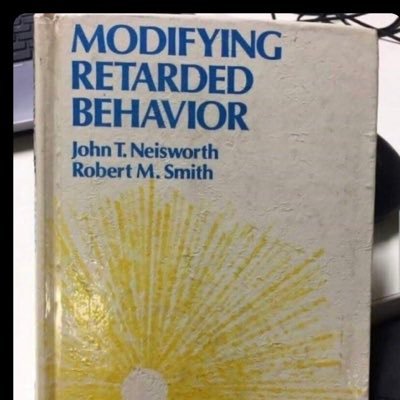 MODIFYING
RETARDED
BEHAVIOR
John T. Neisworth
Robert M. Smith